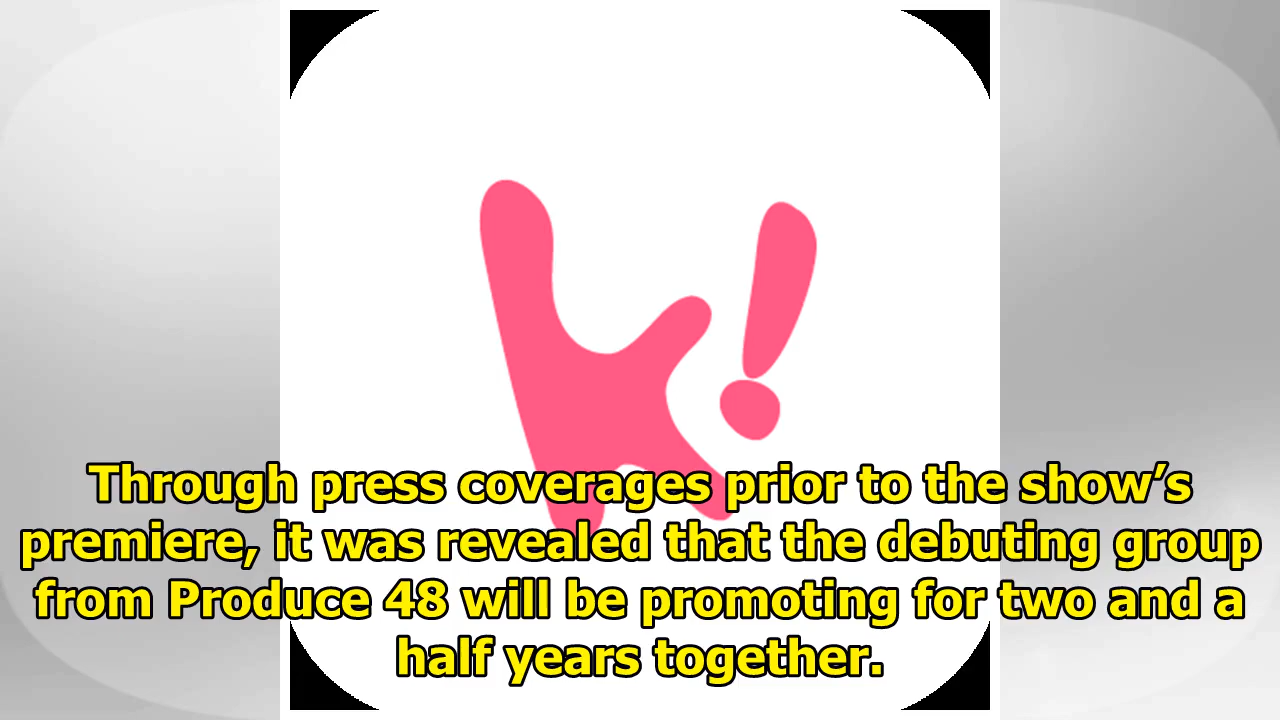 k!
Through press coverages prior to the show’s
premiere, it was revealed that the debuting group
from Produce 48 will be promoting for two and a
half years together.